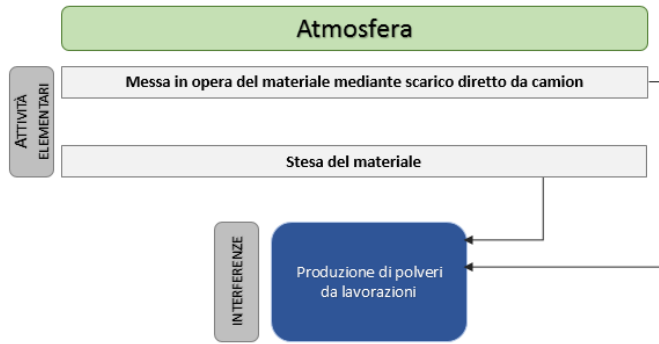 Atmosfera
ATTIVITÀ
ELEMENTARI
Messa in opera del materiale mediante scarico diretto da camion
Stesa del materiale
INTERFERENZE
Produzione di polveri
da lavorazioni